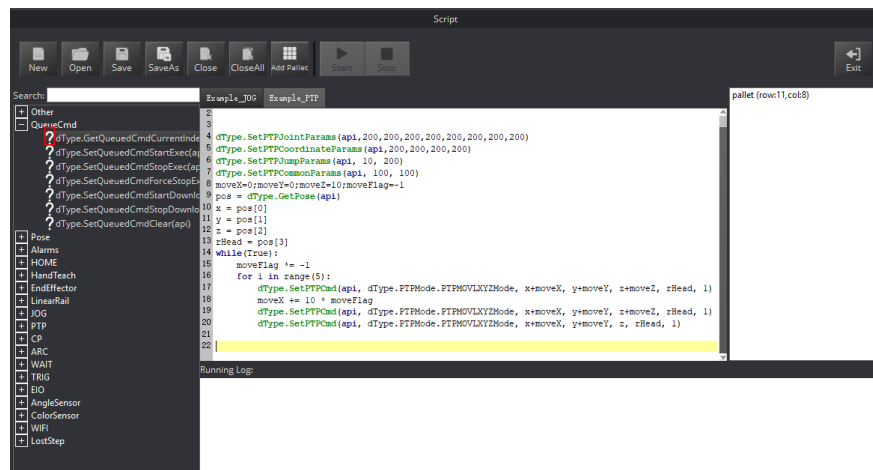 Script
New Open Save SaveAs Close CloseAll Add Pallet Start Stop Exit
Search:
Other
QueueCmd
? dType.GetQueuedCmdCurrentInde
? dType.SetQueuedCmdStartExec(ap
? dType.SetQueuedCmdStopExec(ap
? dType.SetQueuedCmdForceStopEx
? dType.SetQueuedCmdStartDownlo
? dType.SetQueuedCmdStopDownlo
? dType.SetQueuedCmdClear(api)
Pose
Alarms
HOME
HandTeach
EndEffector
LinearRail
JOG
PTP
CP
ARC
WAIT
TRIG
EIO
AngleSensor
ColorSensor
WIFI
LostStep
Example_JOG Example_PTP
2
3
4 dType.SetPTPJointParams(api,200,200,200,200,200,200,200,200)
5 dType.SetPTPCoordinateParams(api,200,200,200,200)
6 dType.SetPTPJumpParams(api, 10, 200)
7 dType.SetPTPCommonParams(api, 100, 100)
8 moveX=0;moveY=0;moveZ=10;moveFlag=-1
9 pos = dType.GetPose(api)
10 x = pos[0]
11 y = pos[1]
12 z = pos[2]
13 rHead = pos[3]
14 while(True):
15 moveFlag *= -1
16 for i in range(5):
17 dType.SetPTPCmd(api, dType.PTPMode.PTPMOVLXYZMode, x+moveX, y+moveY, z+moveZ, rHead, 1)
18 moveX += 10 * moveFlag
19 dType.SetPTPCmd(api, dType.PTPMode.PTPMOVLXYZMode, x+moveX, y+moveY, z+moveZ, rHead, 1)
20 dType.SetPTPCmd(api, dType.PTPMode.PTPMOVLXYZMode, x+moveX, y+moveY, z, rHead, 1)
21
22
Running Log:
pallet (row:11,col:8)